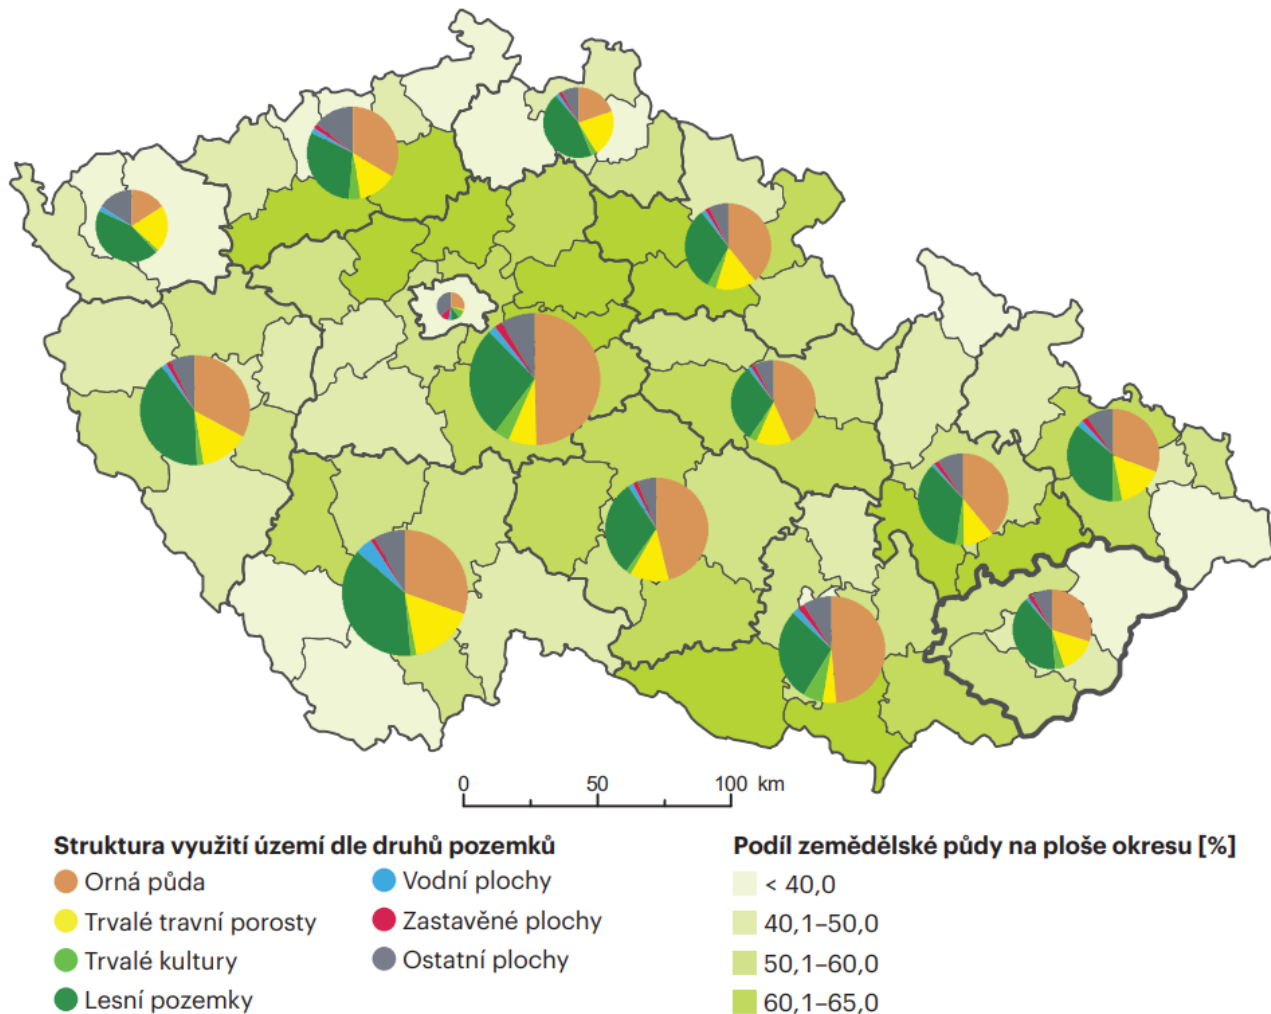 0 50 100 km
Struktura využití území dle druhů pozemků
Orná půda
Trvalé travní porosty
Trvalé kultury
Lesní pozemky
Vodní plochy
Zastavěné plochy
Ostatní plochy
Podíl zemědělské půdy na ploše okresu [%]
< 40,0
40,1–50,0
50,1–60,0
60,1–65,0